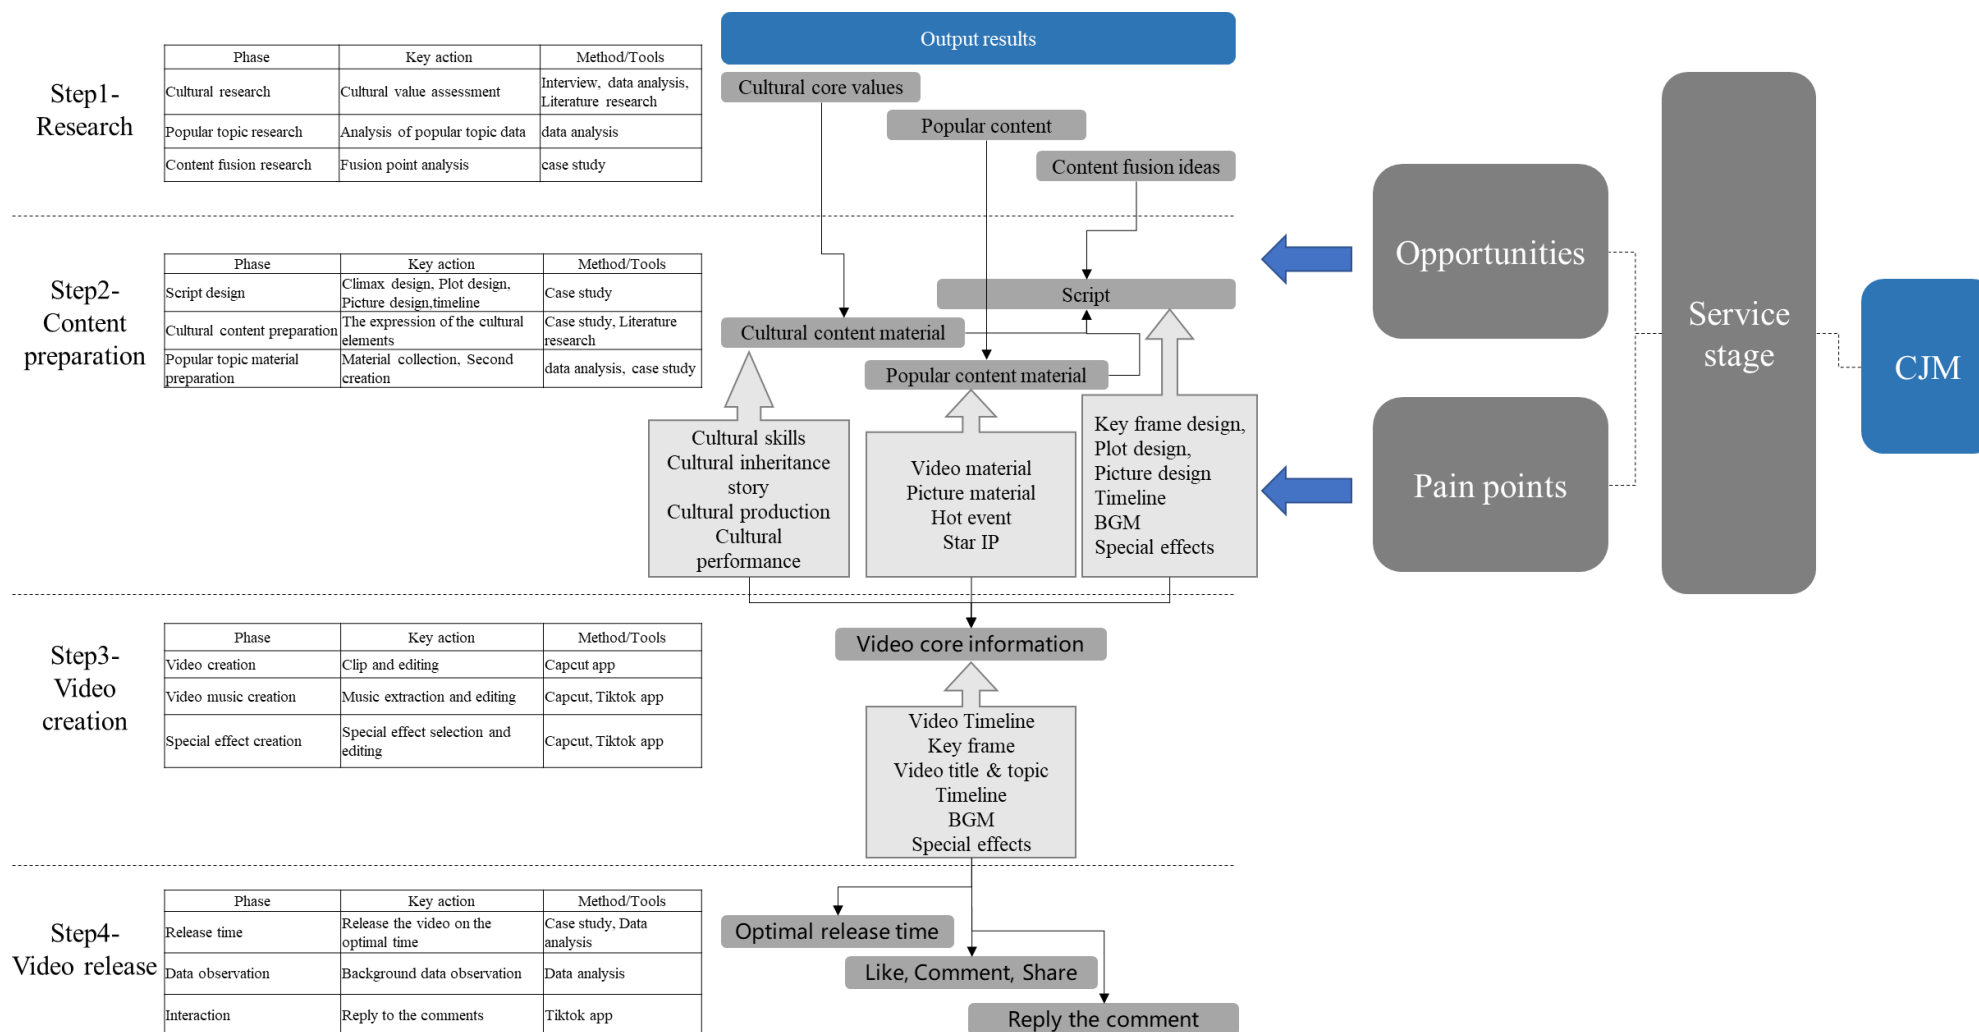 Output results
Step1-
Research
Phase Key action Method/Tools
Cultural research Cultural value assessment Interview, data analysis,
Literature research
Popular topic research Analysis of popular topic data data analysis
Content fusion research Fusion point analysis case study
Cultural core values
Popular content
Content fusion ideas
Step2-
Content
preparation
Phase Key action Method/Tools
Script design Climax design, Plot design,
Picture design,timeline Case study
Cultural content preparation The expression of the cultural
elements Case study, Literature
research
Popular topic material
preparation Material collection, Second
creation data analysis, case study
Script
Cultural content material
Popular content material
Cultural skills
Cultural inheritance
story
Cultural production
Cultural
performance
Video material
Picture material
Hot event
Star IP
Key frame design,
Plot design,
Picture design
Timeline
BGM
Special effects
Opportunities
Pain points
Service
stage
CJM
Step3-
Video
creation
Phase Key action Method/Tools
Video creation Clip and editing Capcut app
Video music creation Music extraction and editing Capcut, Tiktok app
Special effect creation Special effect selection and
editing Capcut, Tiktok app
Video core information
Video Timeline
Key frame
Video title & topic
Timeline
BGM
Special effects
Step4-
Video release
Phase Key action Method/Tools
Release time Release the video on the
optimal time Case study, Data
analysis
Data observation Background data observation Data analysis
Interaction Reply to the comments Tiktok app
Optimal release time
Like, Comment, Share
Reply the comment